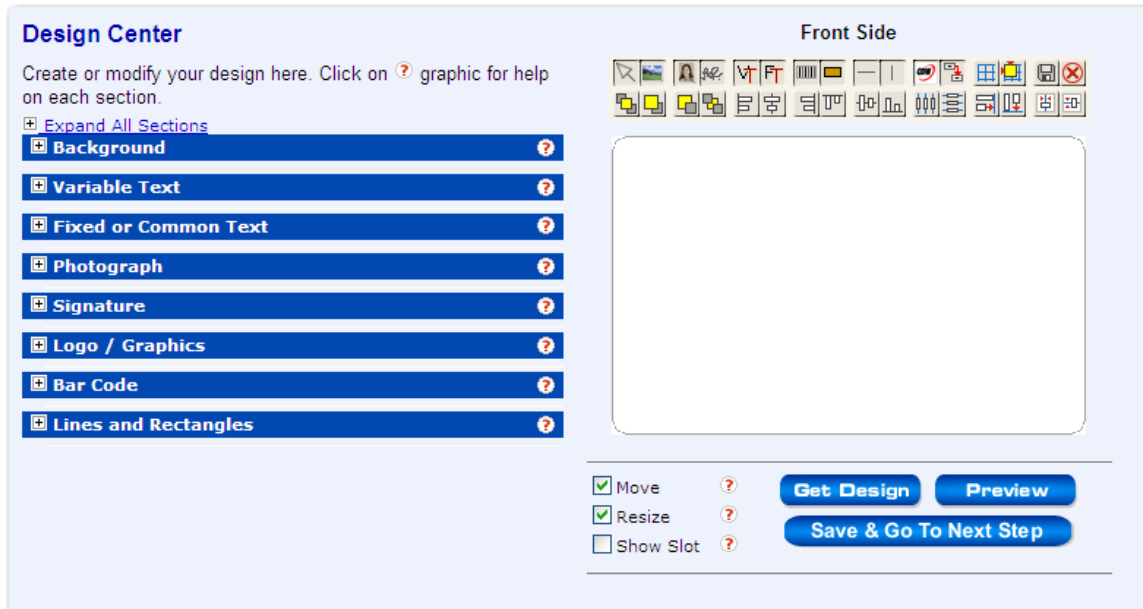 Design Center
Create or modify your design here. Click on ? graphic for help
on each section.
Expand All Sections
Background ?
Variable Text ?
Fixed or Common Text ?
Photograph ?
Signature ?
Logo / Graphics ?
Bar Code ?
Lines and Rectangles ?
Front Side
VT FT
Move ?
Resize ?
Show Slot ?
Get Design
Preview
Save & Go To Next Step